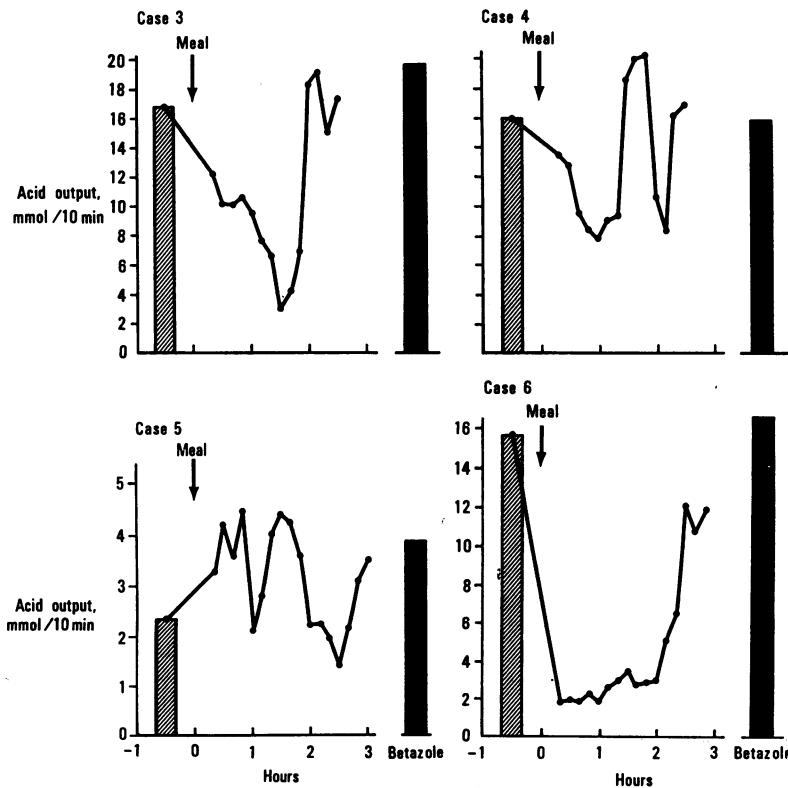 Case 3
Meal
20
18
16
14
12
10
8
6
4
2
0
Acid output,
mmol/10 min
Case 4
Meal
Case 5
Meal
5
4
3
2
1
0
Acid output,
mmol/10 min
-1 0 1 2 3
Betazole
Hours
Case 6
Meal
16
14
12
10
8
6
4
2
0
-1 0 1 2 3
Betazole
Hours